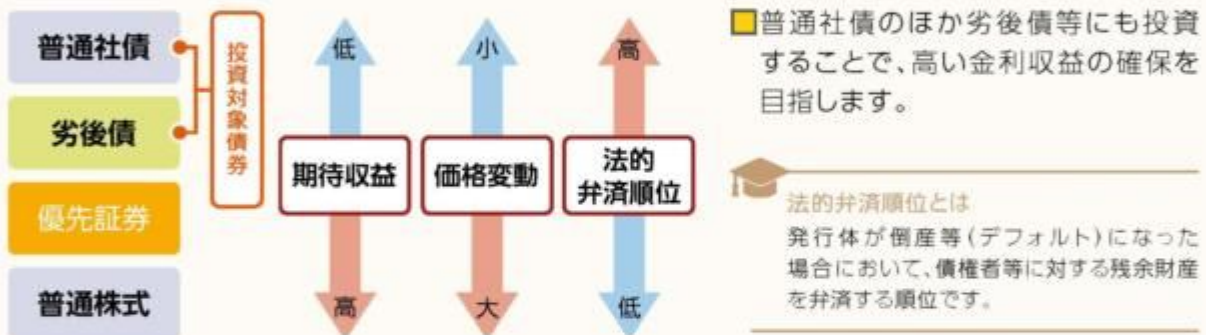 普通社債
劣後債
優先証券
普通株式
投資対象債券
低
期待収益
高
小
価格変動
大
高
法的
弁済順位
低
普通社債のほか劣後債等にも投資
することで、高い金利収益の確保を
目指します。
法的弁済順位とは
発行体が倒産等(デフォルト)になった
場合において、債権者等に対する残余財産
を弁済する順位です。